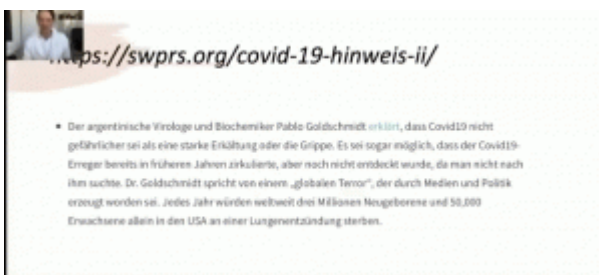 https://swprs.org/covid-19-hinweis-ii/
• Der argentinische Virologe und Biochemiker Pablo Goldschmidt erklärt, dass Covid19 nicht
gefährlicher sei als eine starke Erkältung oder die Grippe. Es sei sogar möglich, dass der Covid19-
Erreger bereits in früheren Jahren zirkulierte, aber noch nicht entdeckt wurde, da man nicht nach
ihm suchte. Dr. Goldschmidt spricht von einem „globalen Terror“, der durch Medien und Politik
erzeugt worden sei. Jedes Jahr würden weltweit drei Millionen Neugeborene und 50,000
Erwachsene allein in den USA an einer Lungenentzündung sterben.